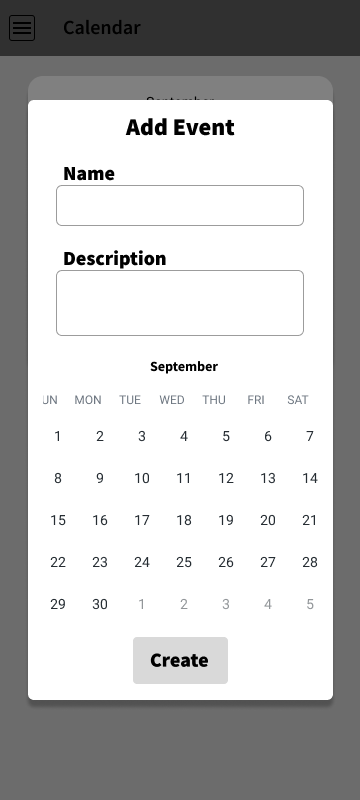 Calendar
September
Add Event
Name
Description
September
UN MON TUE WED THU FRI SAT
1 2 3 4 5 6 7
8 9 10 11 12 13 14
15 16 17 18 19 20 21
22 23 24 25 26 27 28
29 30 1 2 3 4 5
Create